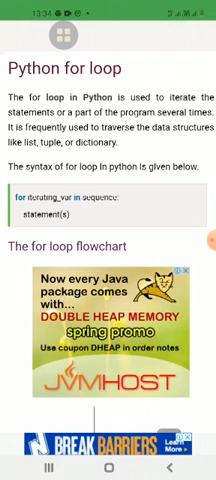 13:34
Python for loop
The for loop in Python is used to iterate the
statements or a part of the program several times.
It is frequently used to traverse the data structures
like list, tuple, or dictionary.
The syntax of for loop in python is given below.
for iterating_var in sequence:
statement(s)
The for loop flowchart
Now every Java
package comes
with...
DOUBLE HEAP MEMORY
spring promo
Use coupon DHEAP in order notes
JVMHOST
BREAK BARRIERS
Learn
More ►